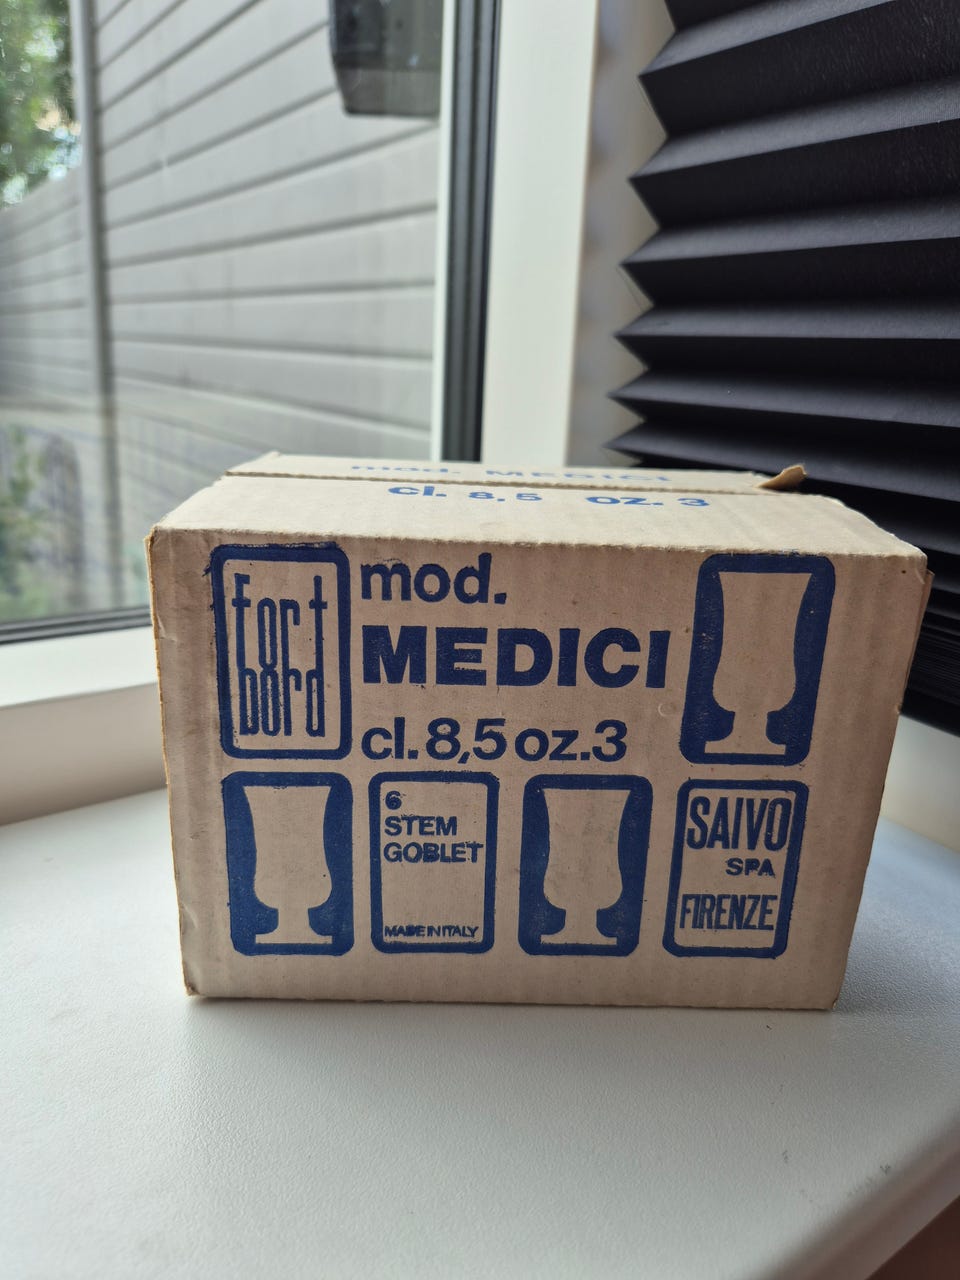 mod. MEDICI
cl. 8,5 oz. 3
fort
bord
mod.
MEDICI
cl. 8,5 oz. 3
6
STEM
GOBLET
MADE IN ITALY
SAIVO
SPA
FIRENZE